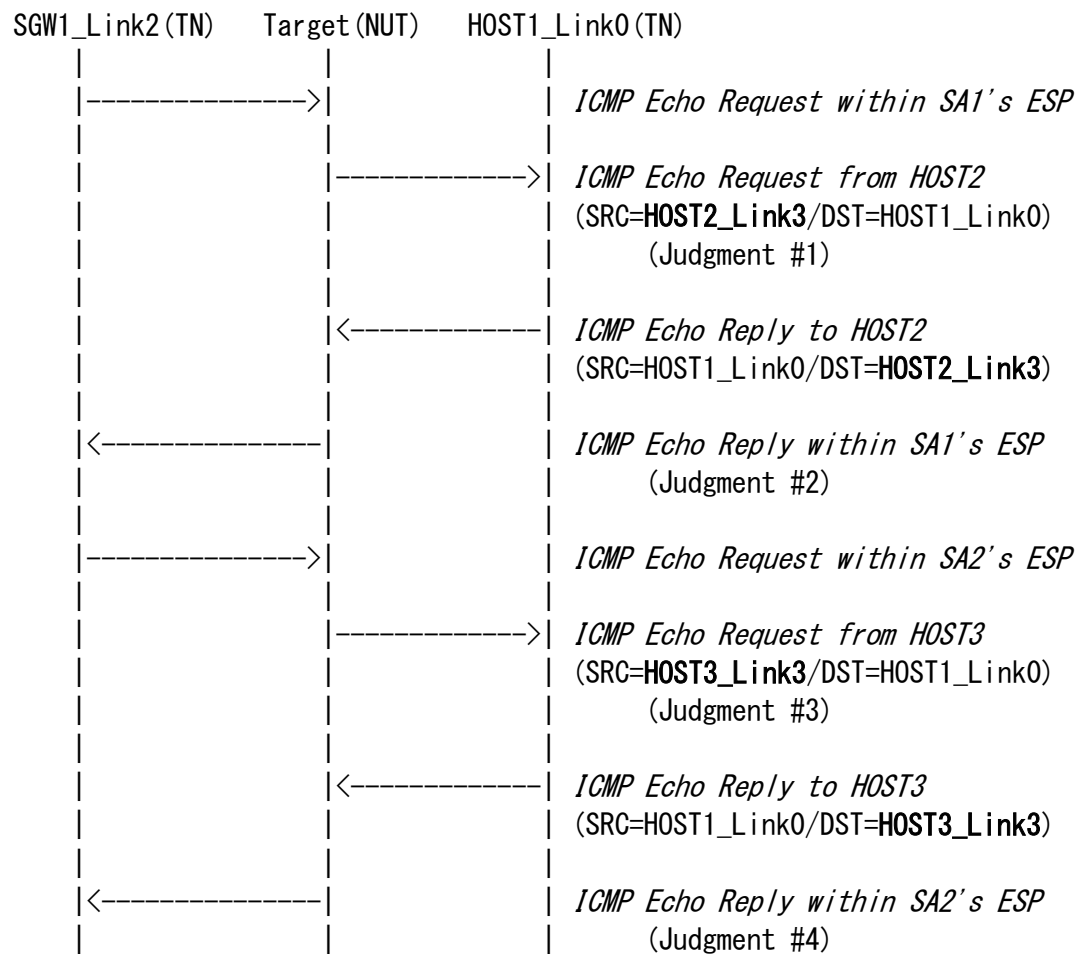 SGW1_Link2(TN) Target(NUT) HOST1_Link0(TN)
| | |
|--------------->| | ICMP Echo Request within SA1's ESP
| | |
| |------------->| ICMP Echo Request from HOST2
| | | (SRC=HOST2_Link3/DST=HOST1_Link0)
| | | (Judgment #1)
| | |
| |<-------------| ICMP Echo Reply to HOST2
| | | (SRC=HOST1_Link0/DST=HOST2_Link3)
| | |
|<---------------| | ICMP Echo Reply within SA1's ESP
| | | (Judgment #2)
| | |
|--------------->| | ICMP Echo Request within SA2's ESP
| | |
| |------------->| ICMP Echo Request from HOST3
| | | (SRC=HOST3_Link3/DST=HOST1_Link0)
| | | (Judgment #3)
| | |
| |<-------------| ICMP Echo Reply to HOST3
| | | (SRC=HOST1_Link0/DST=HOST3_Link3)
| | |
|<---------------| | ICMP Echo Reply within SA2's ESP
| | | (Judgment #4)